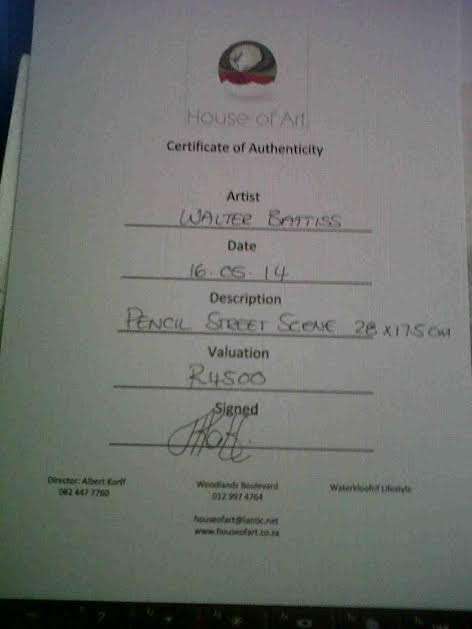 House of Art
Certificate of Authenticity
Artist
WALTER BATTISS
Date
16.05.14
Description
PENCIL STREET SCENE 28 x 17.5 CM
Valuation
R4500
Signed
Director: Albert Korff
082 447 7760
Woodlands Boulevard
012 997 4764
Waterkloofrif Lifestyle
houseofart@lantic.net
www.houseofart.co.za